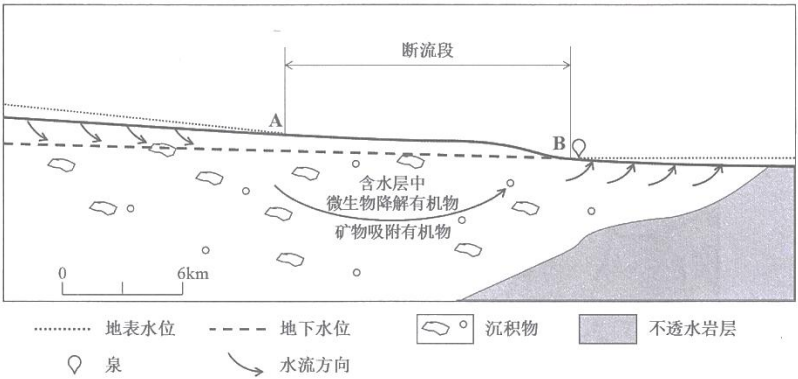 断流段
A
B
含水层中
微生物降解有机物
矿物吸附有机物
0 6km
地表水位 地下水位 沉积物 不透水岩层
泉 水流方向